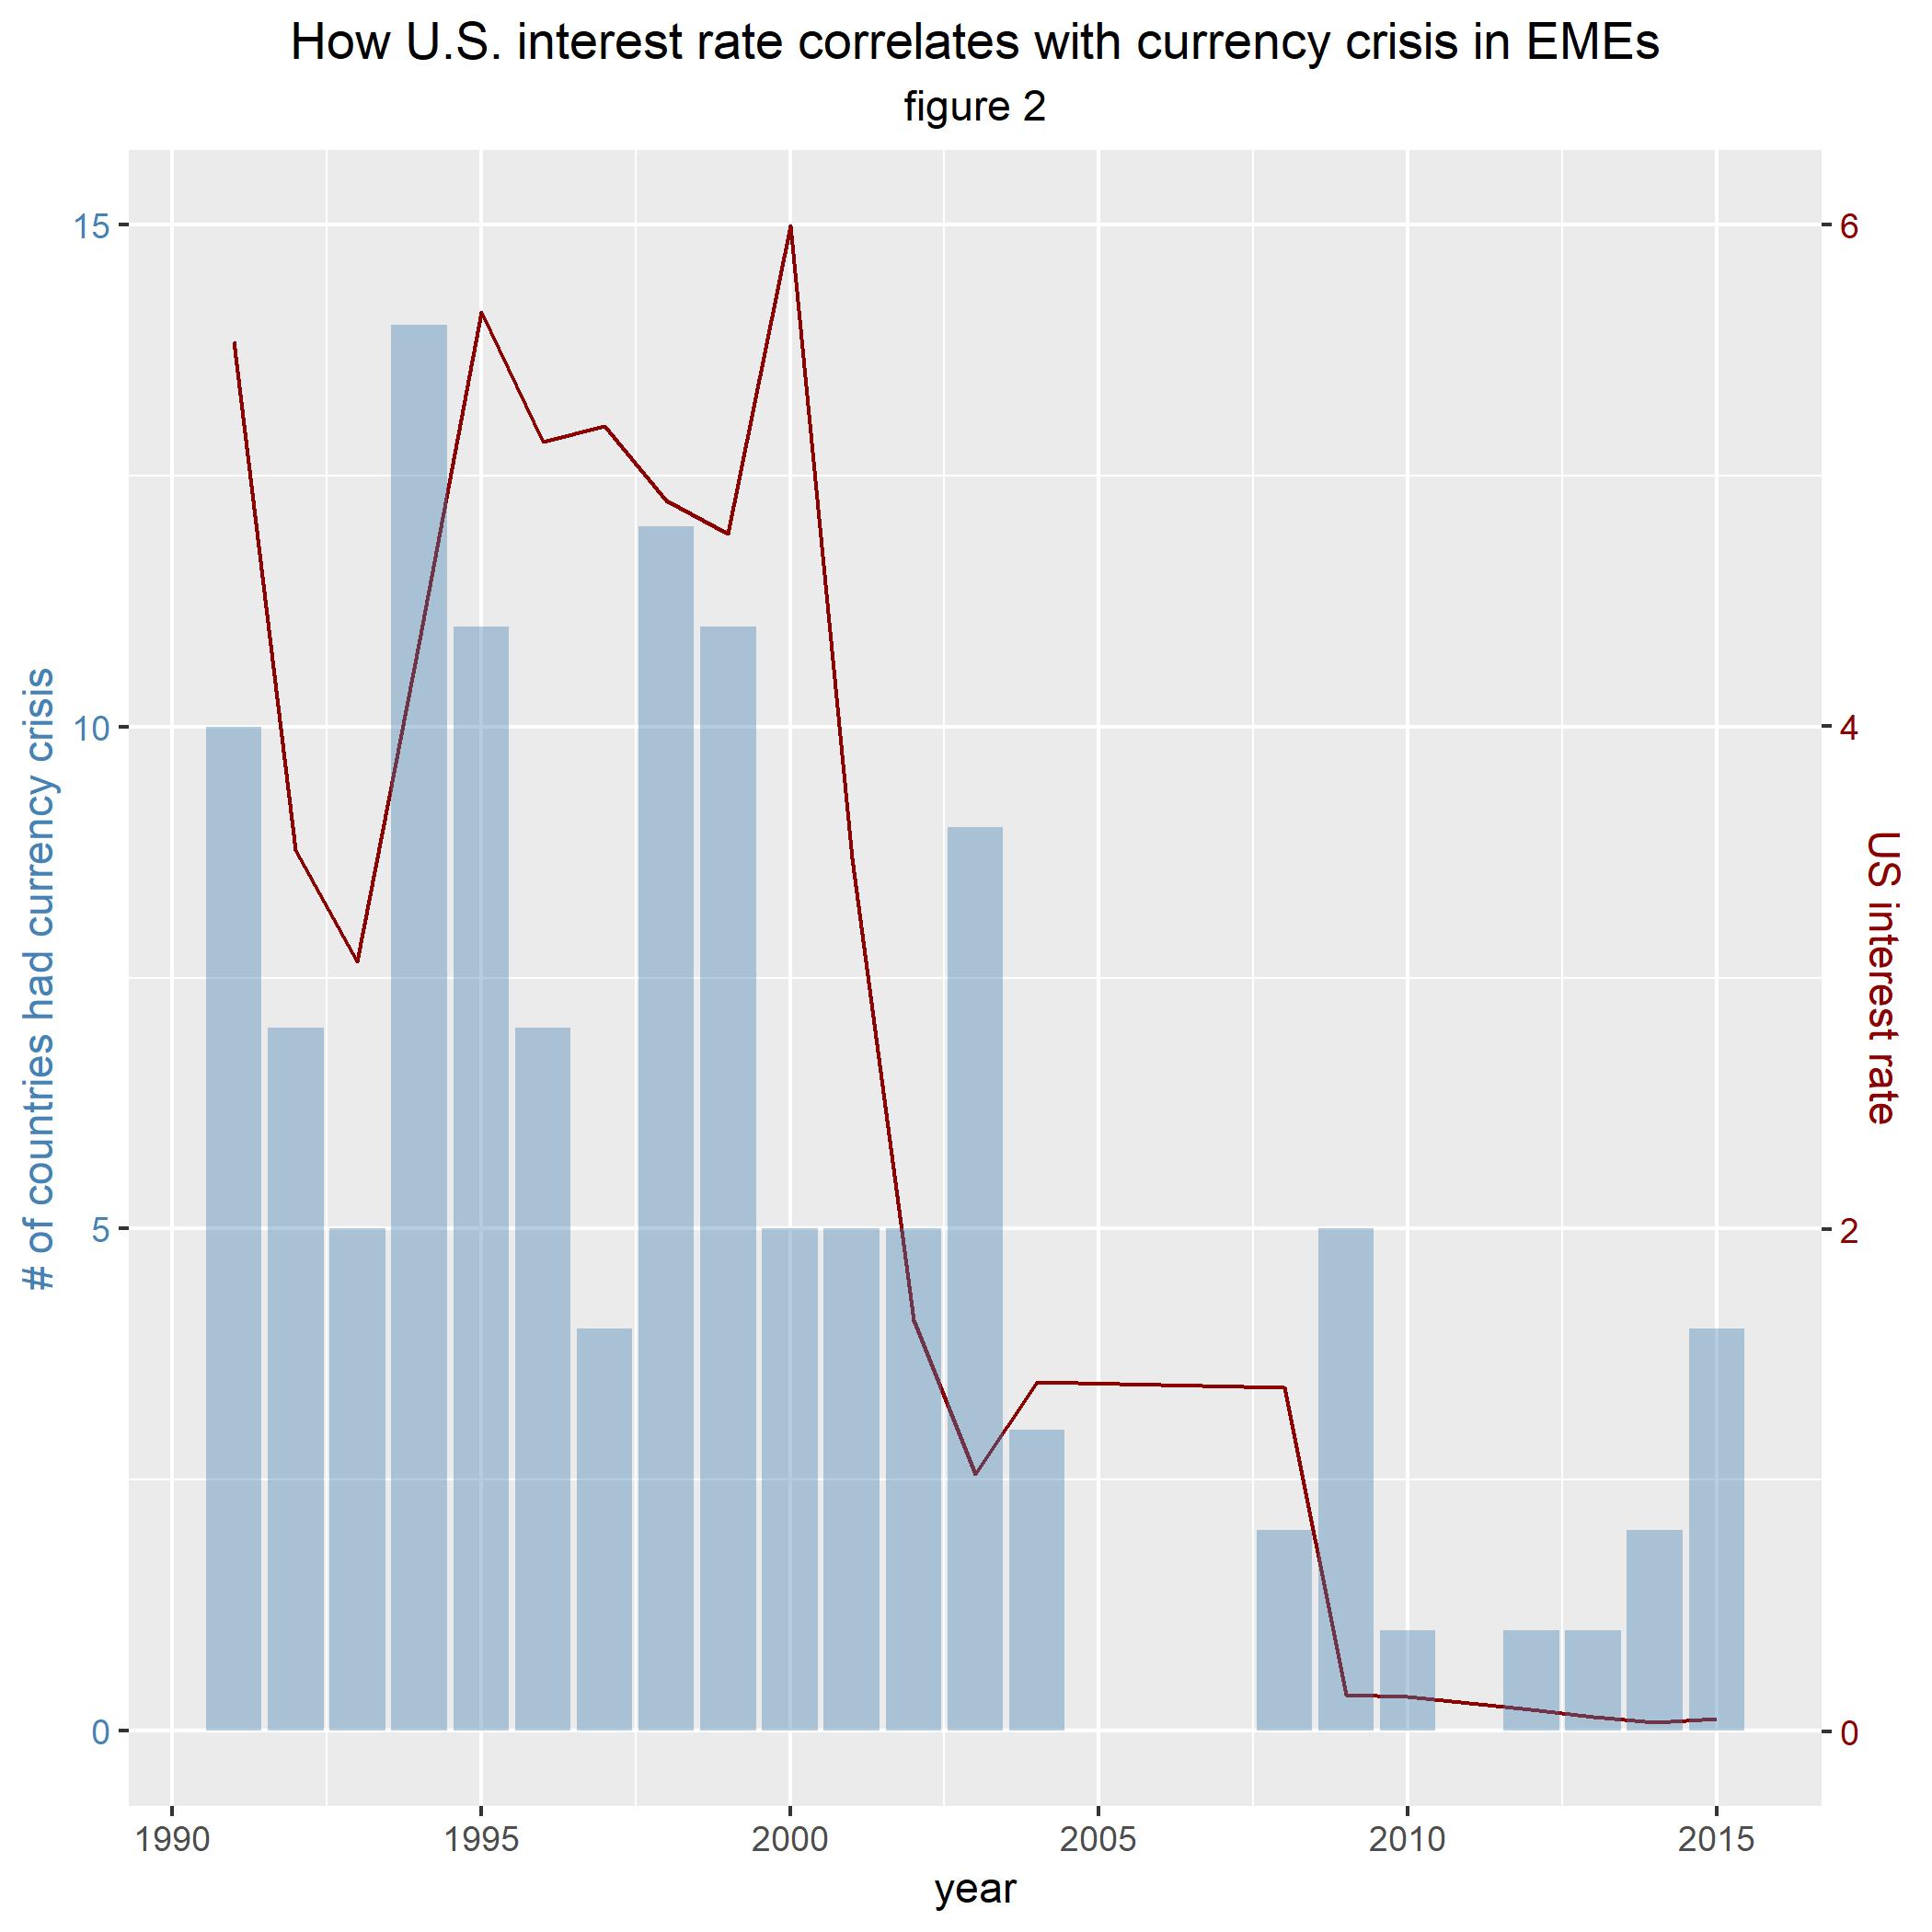 How U.S. interest rate correlates with currency crisis in EMEs
figure 2
# of countries had currency crisis
15
10
5
0
6
4
2
0
US interest rate
1990
1995
2000
2005
2010
2015
year